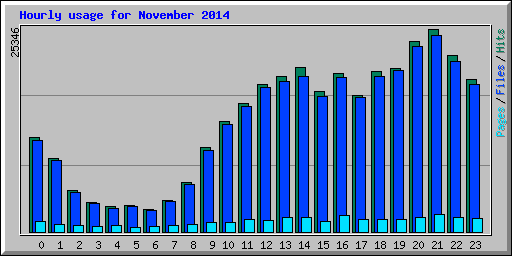 Hourly usage for November 2014
25346
Pages/Files/Hits
0 1 2 3 4 5 6 7 8 9 10 11 12 13 14 15 16 17 18 19 20 21 22 23